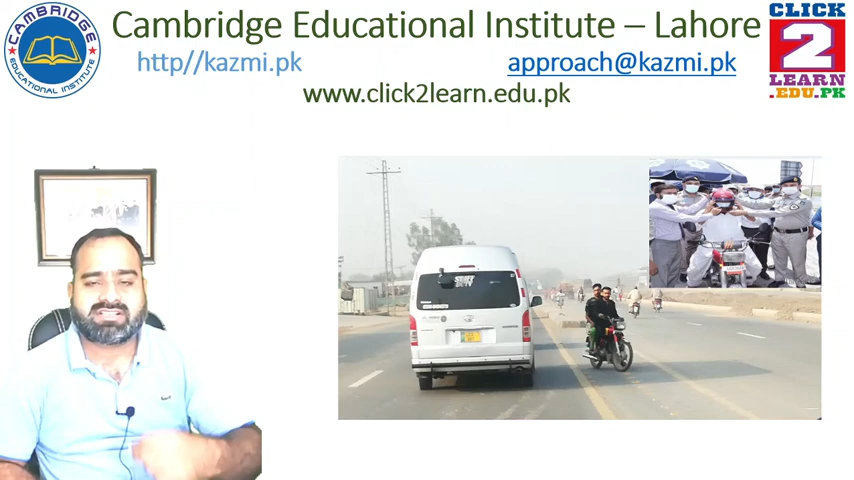 Cambridge Educational Institute – Lahore
http//kazmi.pk
approach@kazmi.pk
www.click2learn.edu.pk
CAMBRIDGE
EDUCATIONAL INSTITUTE
CLICK
2
LEARN
.EDU.PK